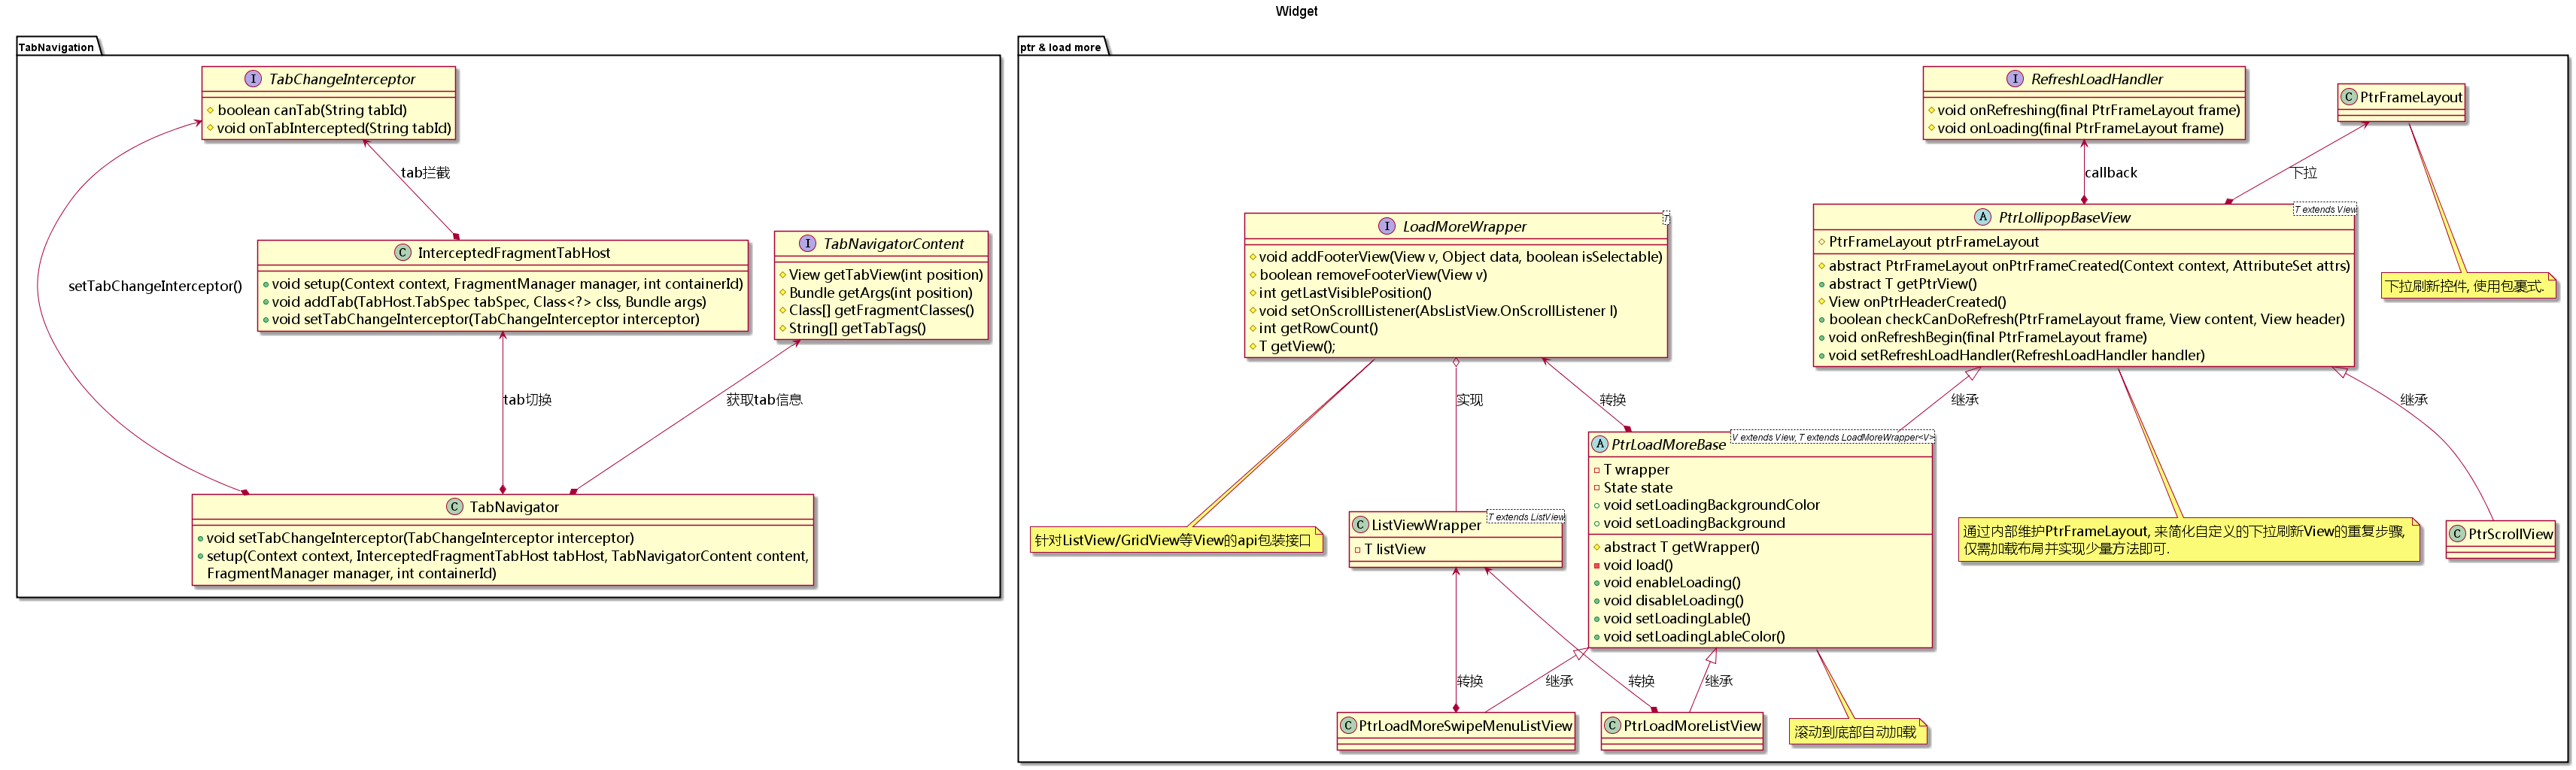 Widget
TabNavigation
I TabChangeInterceptor
boolean canTab(String tabId)
void onTabIntercepted(String tabId)
tab拦截
setTabChangeInterceptor()
C InterceptedFragmentTabHost
void setup(Context context, FragmentManager manager, int containerId)
void addTab(TabHost.TabSpec tabSpec, Class<?> clss, Bundle args)
void setTabChangeInterceptor(TabChangeInterceptor interceptor)
I TabNavigatorContent
View getTabView(int position)
Bundle getArgs(int position)
Class[] getFragmentClasses()
String[] getTabTags()
tab切换
获取tab信息
C TabNavigator
void setTabChangeInterceptor(TabChangeInterceptor interceptor)
setup(Context context, InterceptedFragmentTabHost tabHost, TabNavigatorContent content,
FragmentManager manager, int containerId)
ptr & load more
I RefreshLoadHandler
void onRefreshing(final PtrFrameLayout frame)
void onLoading(final PtrFrameLayout frame)
C PtrFrameLayout
callback
下拉
I LoadMoreWrapper
T
void addFooterView(View v, Object data, boolean isSelectable)
boolean removeFooterView(View v)
int getLastVisiblePosition()
void setOnScrollListener(AbsListView.OnScrollListener l)
int getRowCount()
T getView();
A PtrLollipopBaseView
T extends View
PtrFrameLayout ptrFrameLayout
abstract PtrFrameLayout onPtrFrameCreated(Context context, AttributeSet attrs)
abstract T getPtrView()
View onPtrHeaderCreated()
boolean checkCanDoRefresh(PtrFrameLayout frame, View content, View header)
void onRefreshBegin(final PtrFrameLayout frame)
void setRefreshLoadHandler(RefreshLoadHandler handler)
下拉刷新控件, 使用包裹式.
实现
转换
继承
继承
针对ListView/GridView等View的api包装接口
C ListViewWrapper
T extends ListView
T listView
A PtrLoadMoreBase
V extends View, T extends LoadMoreWrapper<V>
T wrapper
State state
void setLoadingBackgroundColor
void setLoadingBackground
abstract T getWrapper()
void load()
void enableLoading()
void disableLoading()
void setLoadingLable()
void setLoadingLableColor()
通过内部维护PtrFrameLayout, 来简化自定义的下拉刷新View的重复步骤,
仅需加载布局并实现少量方法即可.
C PtrScrollView
转换
继承
转换
继承
C PtrLoadMoreSwipeMenuListView
C PtrLoadMoreListView
滚动到底部自动加载